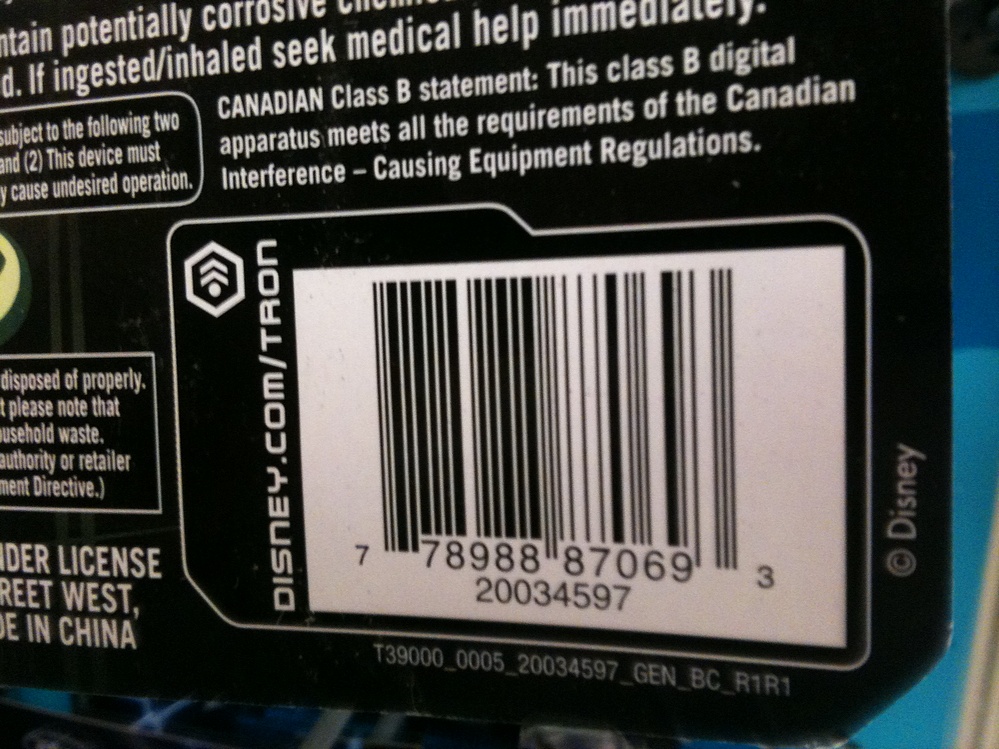 ntain potentially corrosive
d. If ingested/inhaled seek medical help immediately.
subject to the following two
and (2) This device must
y cause undesired operation.
CANADIAN Class B statement: This class B digital
apparatus meets all the requirements of the Canadian
Interference – Causing Equipment Regulations.
disposed of properly.
t please note that
usehold waste.
authority or retailer
ment Directive.)
NDER LICENSE
REET WEST,
DE IN CHINA
DISNEY.COM/TRON
7 78988 87069 3
20034597
T39000_0005_20034597_GEN_BC_R1R1
© Disney